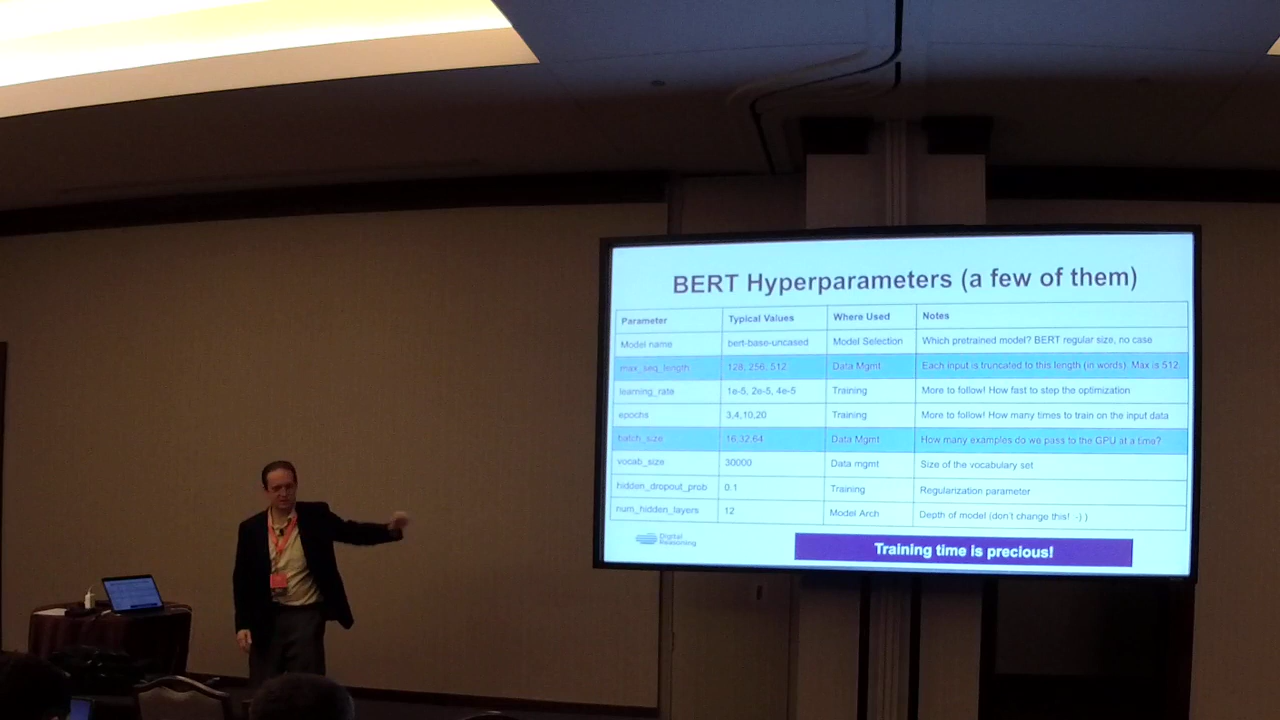 BERT Hyperparameters (a few of them)
Parameter Typical Values Where Used Notes
Model name bert-base-uncased Model Selection Which pretrained model? BERT regular size, no case
max_seq_length 128, 256, 512 Data Mgmt Each input is truncated to this length (in words). Max is 512.
learning_rate 1e-5, 2e-5, 4e-5 Training More to follow! How fast to step the optimization
epochs 3,4,10,20 Training More to follow! How many times to train on the input data
batch_size 16,32,64 Data Mgmt How many examples do we pass to the GPU at a time?
vocab_size 30000 Data mgmt Size of the vocabulary set
hidden_dropout_prob 0.1 Training Regularization parameter
num_hidden_layers 12 Model Arch Depth of model (don't change this! :-) )
Digital
Reasoning
Training time is precious!